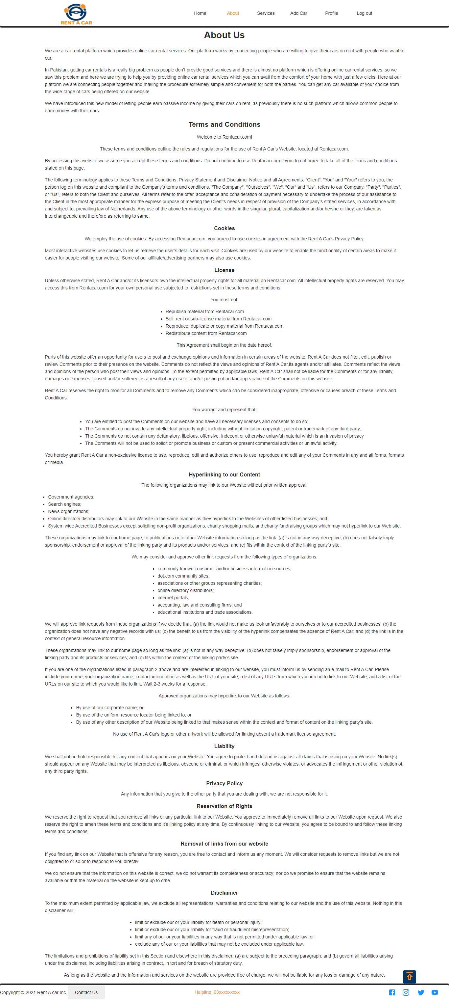 RENT A CAR
Home About Services Add Car Profile Log out
About Us
We are a car rental platform which provides online car rental services. Our platform works by connecting people who are willing to give their cars on rent with people who want a
car.
In Pakistan, getting car rentals is a really big problem as people don't provide good services and there is almost no platform which is offering online car rental services, so we
saw this problem and here we are trying to help you by providing online car rental services which you can avail from the comfort of your home with just a few clicks. Here at our
platform we are connecting people together and making the procedure extremely simple and convenient for both the parties. You can get any car available of your choice from
the wide range of cars being offered on our website.
We have introduced this new model of letting people earn passive income by giving their cars on rent, as previously there is no such platform which allows common people to
earn money with their cars.
Terms and Conditions
Welcome to Rentacar.com!
These terms and conditions outline the rules and regulations for the use of Rent A Car's Website, located at Rentacar.com.
By accessing this website we assume you accept these terms and conditions. Do not continue to use Rentacar.com if you do not agree to take all of the terms and conditions
stated on this page.
The following terminology applies to these Terms and Conditions, Privacy Statement and Disclaimer Notice and all Agreements: "Client", "You" and "Your" refers to you, the
person log on this website and compliant to the Company’s terms and conditions. "The Company", "Ourselves", "We", "Our" and "Us", refers to our Company. "Party", "Parties",
or "Us", refers to both the Client and ourselves. All terms refer to the offer, acceptance and consideration of payment necessary to undertake the process of our assistance to
the Client in the most appropriate manner for the express purpose of meeting the Client’s needs in respect of provision of the Company’s stated services, in accordance with
and subject to, prevailing law of Netherlands. Any use of the above terminology or other words in the singular, plural, capitalization and/or he/she or they, are taken as
interchangeable and therefore as referring to same.
Cookies
We employ the use of cookies. By accessing Rentacar.com, you agreed to use cookies in agreement with the Rent A Car's Privacy Policy.
Most interactive websites use cookies to let us retrieve the user’s details for each visit. Cookies are used by our website to enable the functionality of certain areas to make it
easier for people visiting our website. Some of our affiliate/advertising partners may also use cookies.
License
Unless otherwise stated, Rent A Car and/or its licensors own the intellectual property rights for all material on Rentacar.com. All intellectual property rights are reserved. You may
access this from Rentacar.com for your own personal use subjected to restrictions set in these terms and conditions.
You must not:
• Republish material from Rentacar.com
• Sell, rent or sub-license material from Rentacar.com
• Reproduce, duplicate or copy material from Rentacar.com
• Redistribute content from Rentacar.com
This Agreement shall begin on the date hereof.
Parts of this website offer an opportunity for users to post and exchange opinions and information in certain areas of the website. Rent A Car does not filter, edit, publish or
review Comments prior to their presence on the website. Comments do not reflect the views and opinions of Rent A Car,its agents and/or affiliates. Comments reflect the views
and opinions of the person who post their views and opinions. To the extent permitted by applicable laws, Rent A Car shall not be liable for the Comments or for any liability,
damages or expenses caused and/or suffered as a result of any use of and/or posting of and/or appearance of the Comments on this website.
Rent A Car reserves the right to monitor all Comments and to remove any Comments which can be considered inappropriate, offensive or causes breach of these Terms and
Conditions.
You warrant and represent that:
• You are entitled to post the Comments on our website and have all necessary licenses and consents to do so;
• The Comments do not invade any intellectual property right, including without limitation copyright, patent or trademark of any third party;
• The Comments do not contain any defamatory, libelous, offensive, indecent or otherwise unlawful material which is an invasion of privacy
• The Comments will not be used to solicit or promote business or custom or present commercial activities or unlawful activity.
You hereby grant Rent A Car a non-exclusive license to use, reproduce, edit and authorize others to use, reproduce and edit any of your Comments in any and all forms, formats
or media.
Hyperlinking to our Content
The following organizations may link to our Website without prior written approval:
• Government agencies;
• Search engines;
• News organizations;
• Online directory distributors may link to our Website in the same manner as they hyperlink to the Websites of other listed businesses; and
• System wide Accredited Businesses except soliciting non-profit organizations, charity shopping malls, and charity fundraising groups which may not hyperlink to our Web site.
These organizations may link to our home page, to publications or to other Website information so long as the link: (a) is not in any way deceptive; (b) does not falsely imply
sponsorship, endorsement or approval of the linking party and its products and/or services; and (c) fits within the context of the linking party’s site.
We may consider and approve other link requests from the following types of organizations:
• commonly-known consumer and/or business information sources;
• dot.com community sites;
• associations or other groups representing charities;
• online directory distributors;
• internet portals;
• accounting, law and consulting firms; and
• educational institutions and trade associations.
We will approve link requests from these organizations if we decide that: (a) the link would not make us look unfavorably to ourselves or to our accredited businesses; (b) the
organization does not have any negative records with us; (c) the benefit to us from the visibility of the hyperlink compensates the absence of Rent A Car; and (d) the link is in the
context of general resource information.
These organizations may link to our home page so long as the link: (a) is not in any way deceptive; (b) does not falsely imply sponsorship, endorsement or approval of the
linking party and its products or services; and (c) fits within the context of the linking party’s site.
If you are one of the organizations listed in paragraph 2 above and are interested in linking to our website, you must inform us by sending an e-mail to Rent A Car. Please
include your name, your organization name, contact information as well as the URL of your site, a list of any URLs from which you intend to link to our Website, and a list of the
URLs on our site to which you would like to link. Wait 2-3 weeks for a response.
Approved organizations may hyperlink to our Website as follows:
• By use of our corporate name; or
• By use of the uniform resource locator being linked to; or
• By use of any other description of our Website being linked to that makes sense within the context and format of content on the linking party’s site.
No use of Rent A Car's logo or other artwork will be allowed for linking absent a trademark license agreement.
Liability
We shall not be hold responsible for any content that appears on your Website. You agree to protect and defend us against all claims that is rising on your Website. No link(s)
should appear on any Website that may be interpreted as libelous, obscene or criminal, or which infringes, otherwise violates, or advocates the infringement or other violation of,
any third party rights.
Privacy Policy
Any information that you give to the other party that you are dealing with, we are not responsible for it.
Reservation of Rights
We reserve the right to request that you remove all links or any particular link to our Website. You approve to immediately remove all links to our Website upon request. We also
reserve the right to amen these terms and conditions and it’s linking policy at any time. By continuously linking to our Website, you agree to be bound to and follow these linking
terms and conditions.
Removal of links from our website
If you find any link on our Website that is offensive for any reason, you are free to contact and inform us any moment. We will consider requests to remove links but we are not
obligated to or so or to respond to you directly.
We do not ensure that the information on this website is correct, we do not warrant its completeness or accuracy; nor do we promise to ensure that the website remains
available or that the material on the website is kept up to date.
Disclaimer
To the maximum extent permitted by applicable law, we exclude all representations, warranties and conditions relating to our website and the use of this website. Nothing in this
disclaimer will:
• limit or exclude our or your liability for death or personal injury;
• limit or exclude our or your liability for fraud or fraudulent misrepresentation;
• limit any of our or your liabilities in any way that is not permitted under applicable law; or
• exclude any of our or your liabilities that may not be excluded under applicable law.
The limitations and prohibitions of liability set in this Section and elsewhere in this disclaimer: (a) are subject to the preceding paragraph; and (b) govern all liabilities arising
under the disclaimer, including liabilities arising in contract, in tort and for breach of statutory duty.
As long as the website and the information and services on the website are provided free of charge, we will not be liable for any loss or damage of any nature.
Copyright © 2021 Rent A car Inc. Contact Us Helpline: 03xxxxxxxxx